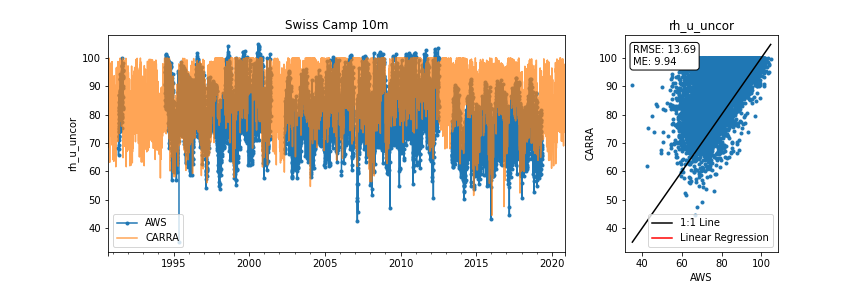 Swiss Camp 10m
rh_u_uncor
100
90
80
70
60
50
40
AWS
CARRA
1995
2000
2005
2010
2015
2020
rh_u_uncor
RMSE: 13.69
ME: 9.94
CARRA
100
90
80
70
60
50
40
1:1 Line
Linear Regression
40
60
80
100
AWS